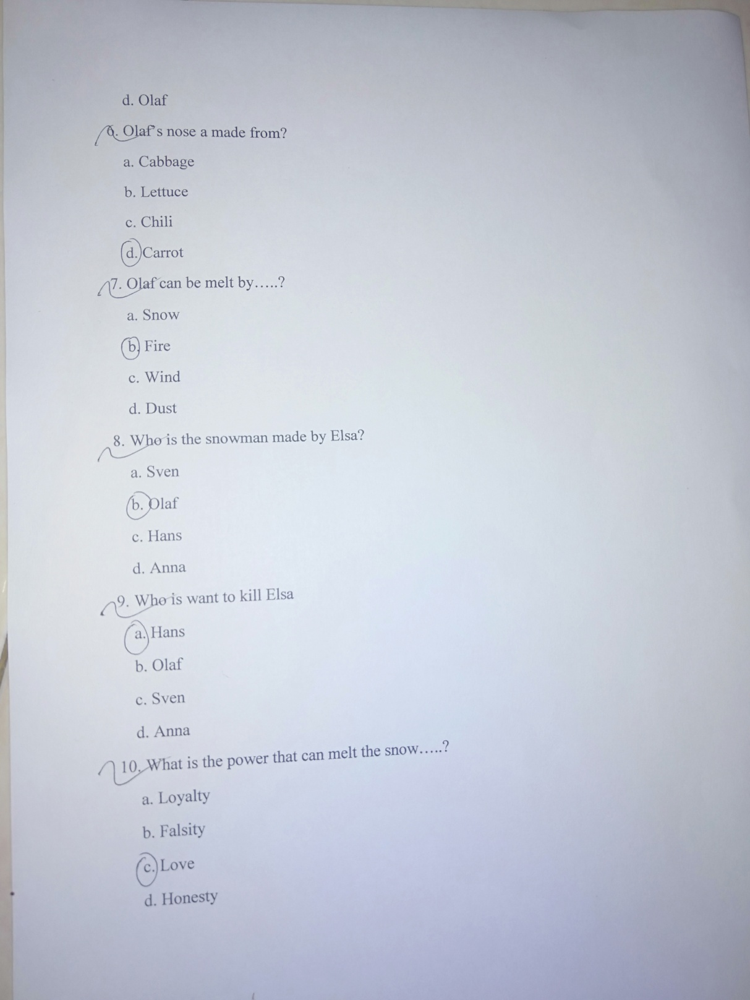 d. Olaf
6. Olaf's nose a made from?
a. Cabbage
b. Lettuce
c. Chili
d. Carrot
7. Olaf can be melt by…..?
a. Snow
b. Fire
c. Wind
d. Dust
8. Who is the snowman made by Elsa?
a. Sven
b. Olaf
c. Hans
d. Anna
9. Who is want to kill Elsa
a. Hans
b. Olaf
c. Sven
d. Anna
10. What is the power that can melt the snow…..?
a. Loyalty
b. Falsity
c. Love
d. Honesty